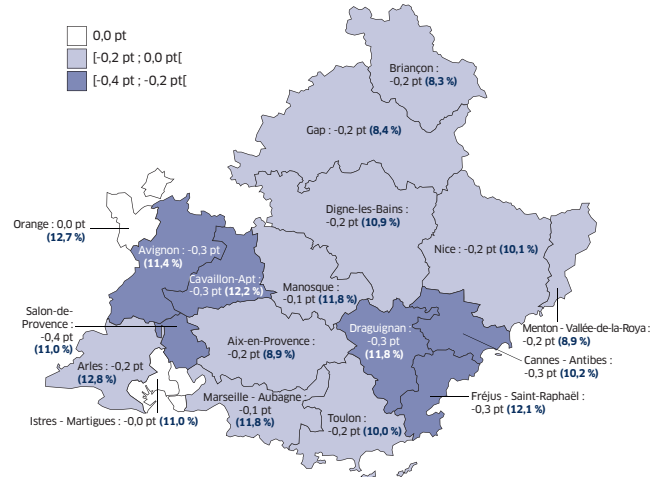 0,0 pt
[-0,2 pt ; 0,0 pt[
[-0,4 pt ; -0,2 pt[
Briançon :
-0,2 pt (8,3 %)
Gap : -0,2 pt (8,4 %)
Digne-les-Bains :
-0,2 pt (10,9 %)
Orange : 0,0 pt
(12,7 %)
Avignon : -0,3 pt
(11,4 %)
Nice : -0,2 pt (10,1 %)
Cavaillon-Apt :
-0,3 pt (12,2 %)
Manosque :
-0,1 pt (11,8 %)
Salon-de-
Provence :
-0,4 pt
(11,0 %)
Draguignan :
-0,3 pt
(11,8 %)
Menton - Vallée-de-la-Roya :
-0,2 pt (8,9 %)
Aix-en-Provence :
-0,2 pt (8,9 %)
Cannes - Antibes :
-0,3 pt (10,2 %)
Arles : -0,2 pt
(12,8 %)
Marseille - Aubagne :
-0,1 pt
(11,8 %)
Fréjus - Saint-Raphaël :
-0,3 pt (12,1 %)
Istres - Martigues : -0,0 pt (11,0 %)
Toulon :
-0,2 pt (10,0 %)